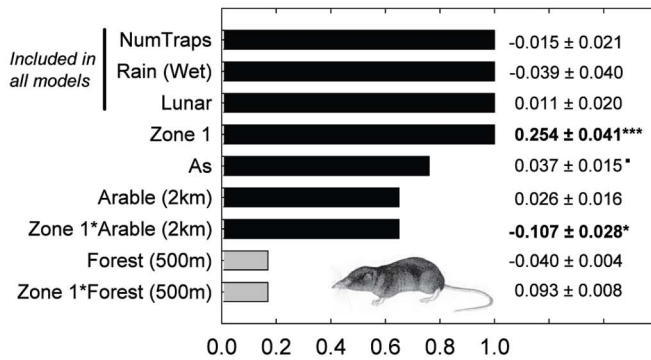 Included in
all models
NumTraps -0.015 ± 0.021
Rain (Wet) -0.039 ± 0.040
Lunar 0.011 ± 0.020
Zone 1 0.254 ± 0.041***
As 0.037 ± 0.015▪
Arable (2km) 0.026 ± 0.016
Zone 1*Arable (2km) -0.107 ± 0.028*
Forest (500m) -0.040 ± 0.004
Zone 1*Forest (500m) 0.093 ± 0.008
0.0 0.2 0.4 0.6 0.8 1.0